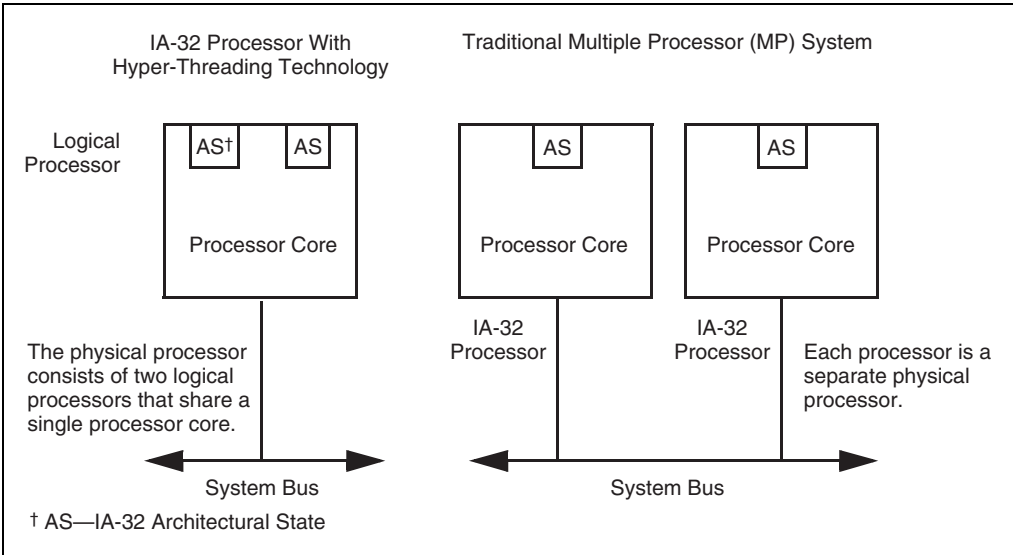 IA-32 Processor With
Hyper-Threading Technology
Traditional Multiple Processor (MP) System
Logical
Processor
AS†
AS
AS
AS
Processor Core
Processor Core
Processor Core
IA-32
Processor
IA-32
Processor
The physical processor
consists of two logical
processors that share a
single processor core.
Each processor is a
separate physical
processor.
System Bus
System Bus
† AS—IA-32 Architectural State